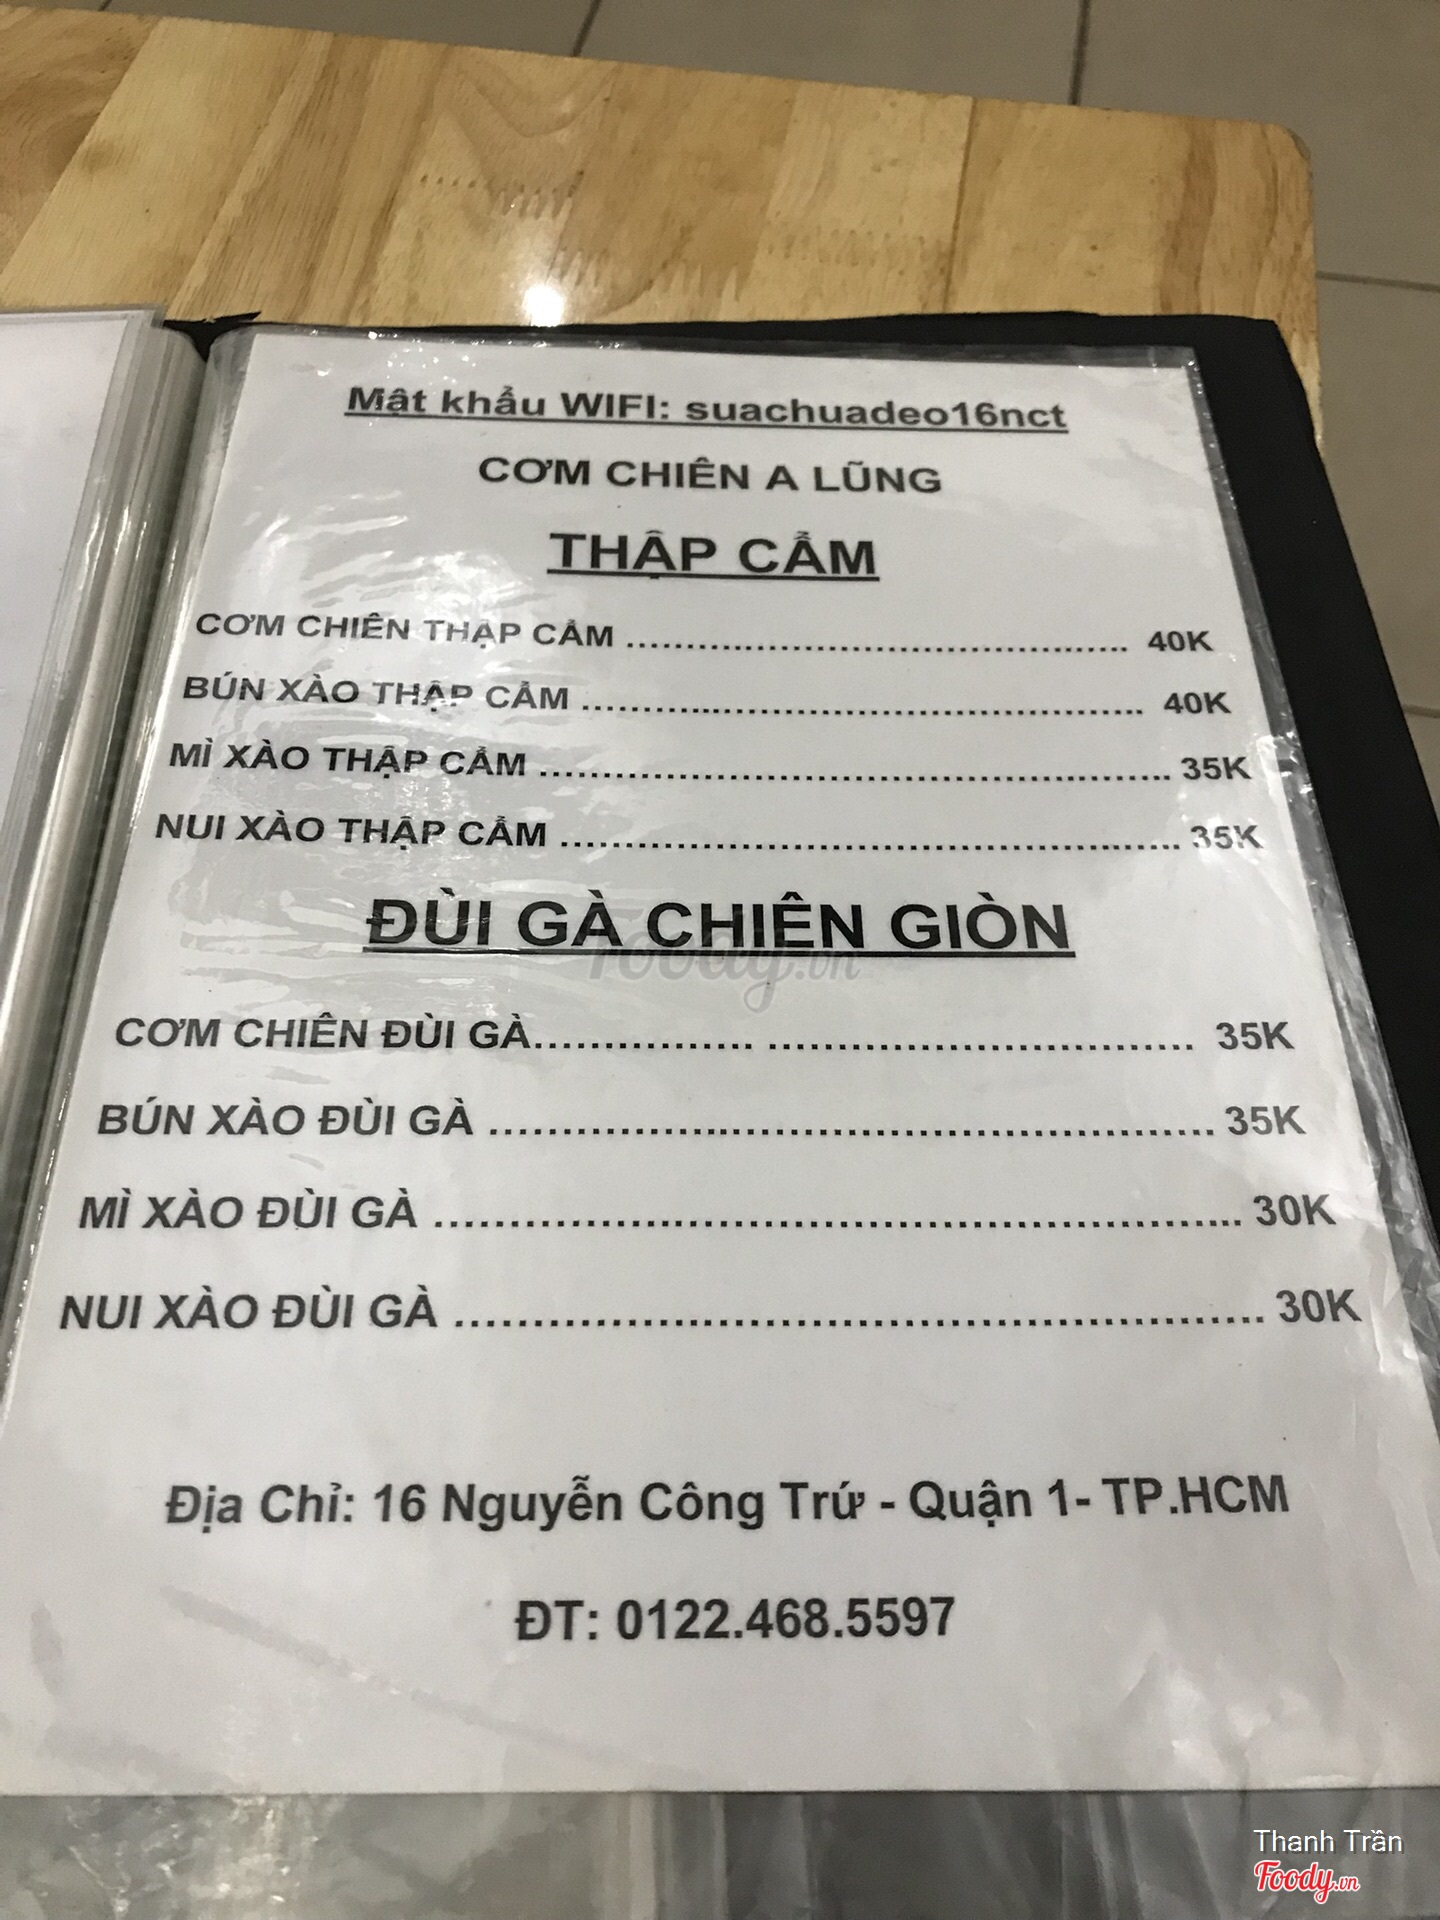 Mật khẩu WIFI: suachuadeo16nct
CƠM CHIÊN A LŨNG
THẬP CẨM
CƠM CHIÊN THẬP CẨM ........................................ 40K
BÚN XÀO THẬP CẨM ........................................ 40K
MÌ XÀO THẬP CẨM ........................................ 35K
NUI XÀO THẬP CẨM ........................................ 35K
ĐÙI GÀ CHIÊN GIÒN
CƠM CHIÊN ĐÙI GÀ................. ................................ 35K
BÚN XÀO ĐÙI GÀ ........................................ 35K
MÌ XÀO ĐÙI GÀ ........................................ 30K
NUI XÀO ĐÙI GÀ ........................................ 30K
Địa Chỉ: 16 Nguyễn Công Trứ - Quận 1- TP.HCM
ĐT: 0122.468.5597
foody.vn
Thanh Trần
Foody.vn